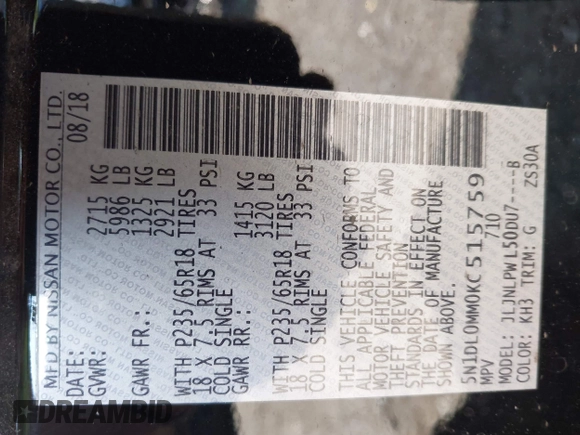 MFD BY NISSAN MOTOR CO., LTD.
DATE: 08/18
GVWR: 2715 KG
5986 LB
GAWR FR.: 1325 KG
2921 LB
WITH P235/65R18 TIRES
18 X 7.5 RIMS AT 33 PSI
COLD SINGLE
GAWR RR.: 1415 KG
3120 LB
WITH P235/65R18 TIRES
18 X 7.5 RIMS AT 33 PSI
COLD SINGLE
THIS VEHICLE CONFORMS TO
ALL APPLICABLE FEDERAL
MOTOR VEHICLE SAFETY AND
THEFT PREVENTION
STANDARDS IN EFFECT ON
THE DATE OF MANUFACTURE
SHOWN ABOVE.
5N1DL0MM0KC515759
MPV 710
MODEL: JLJNLPWL50DU7----B
COLOR: KH3 TRIM: G ZS30A
DREAMBID